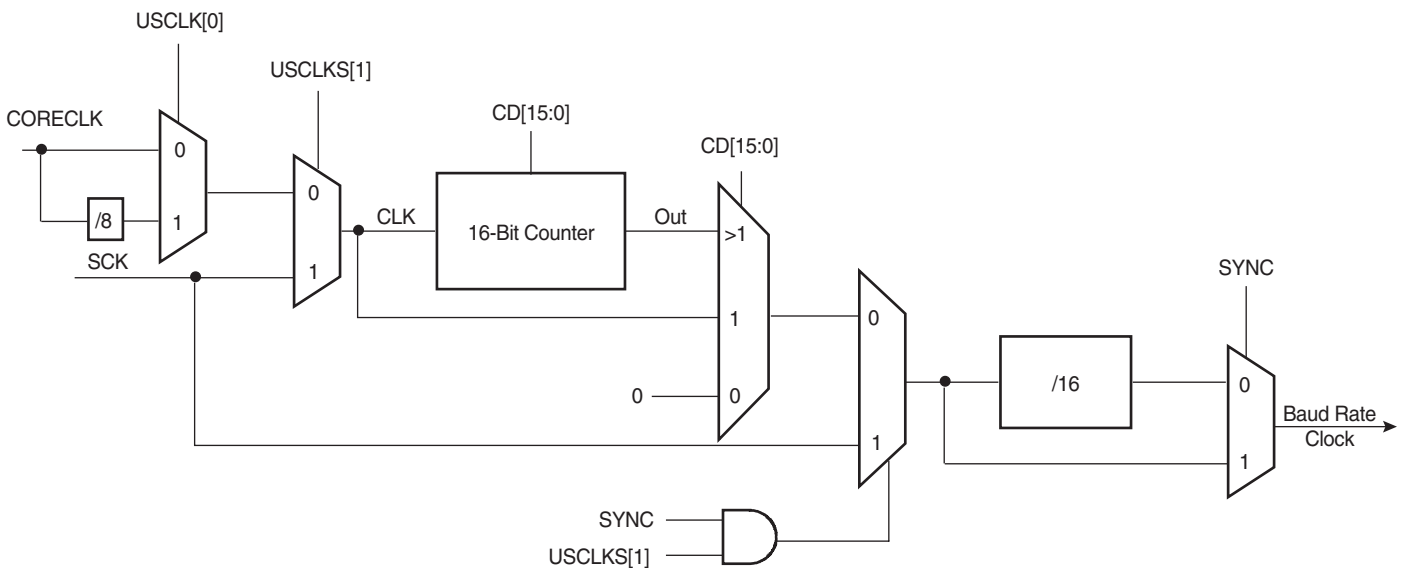 USCLK[0]
USCLKS[1]
CORECLK
CD[15:0]
CD[15:0]
0
0
/8
1
CLK
16-Bit Counter
Out
>1
SCK
1
SYNC
1
0
/16
0
0
0
Baud Rate
Clock
1
1
SYNC
USCLKS[1]